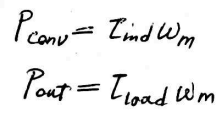 P_conv = τ_ind ω_m
P_out = τ_load ω_m